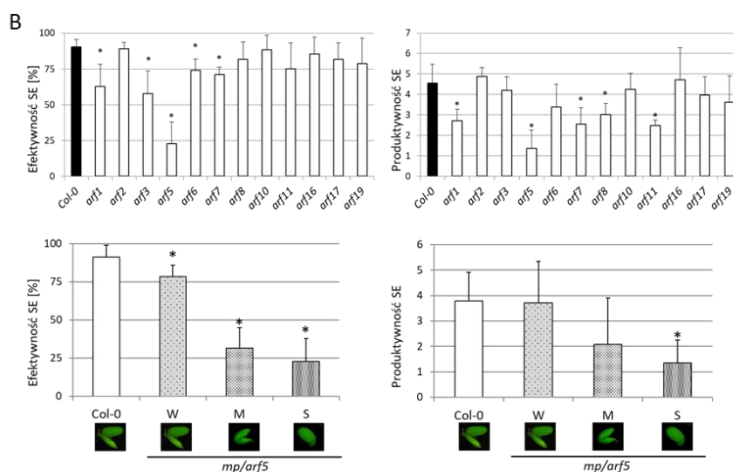 B
Efektywność SE [%]
100
75
50
25
0
* * * * *
Col-0 arf1 arf2 arf3 arf5 arf6 arf7 arf8 arf10 arf11 arf16 arf17 arf19
Produktywność SE
7
6
5
4
3
2
1
0
* * * * *
Col-0 arf1 arf2 arf3 arf5 arf6 arf7 arf8 arf10 arf11 arf16 arf17 arf19
Efektywność SE [%]
100
75
50
25
0
* * *
Col-0 W M S
mp/arf5
Produktywność SE
6
5
4
3
2
1
0
*
Col-0 W M S
mp/arf5